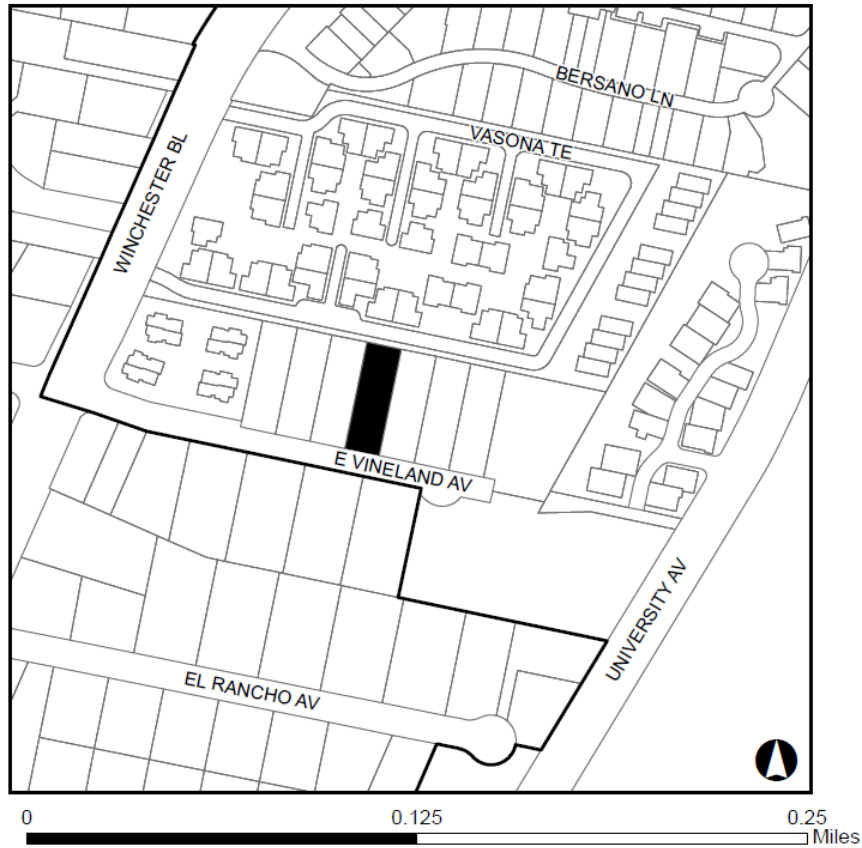 BERSANO LN
VASONA TE
WINCHESTER BL
E VINELAND AV
UNIVERSITY AV
EL RANCHO AV
0
0.125
0.25
Miles